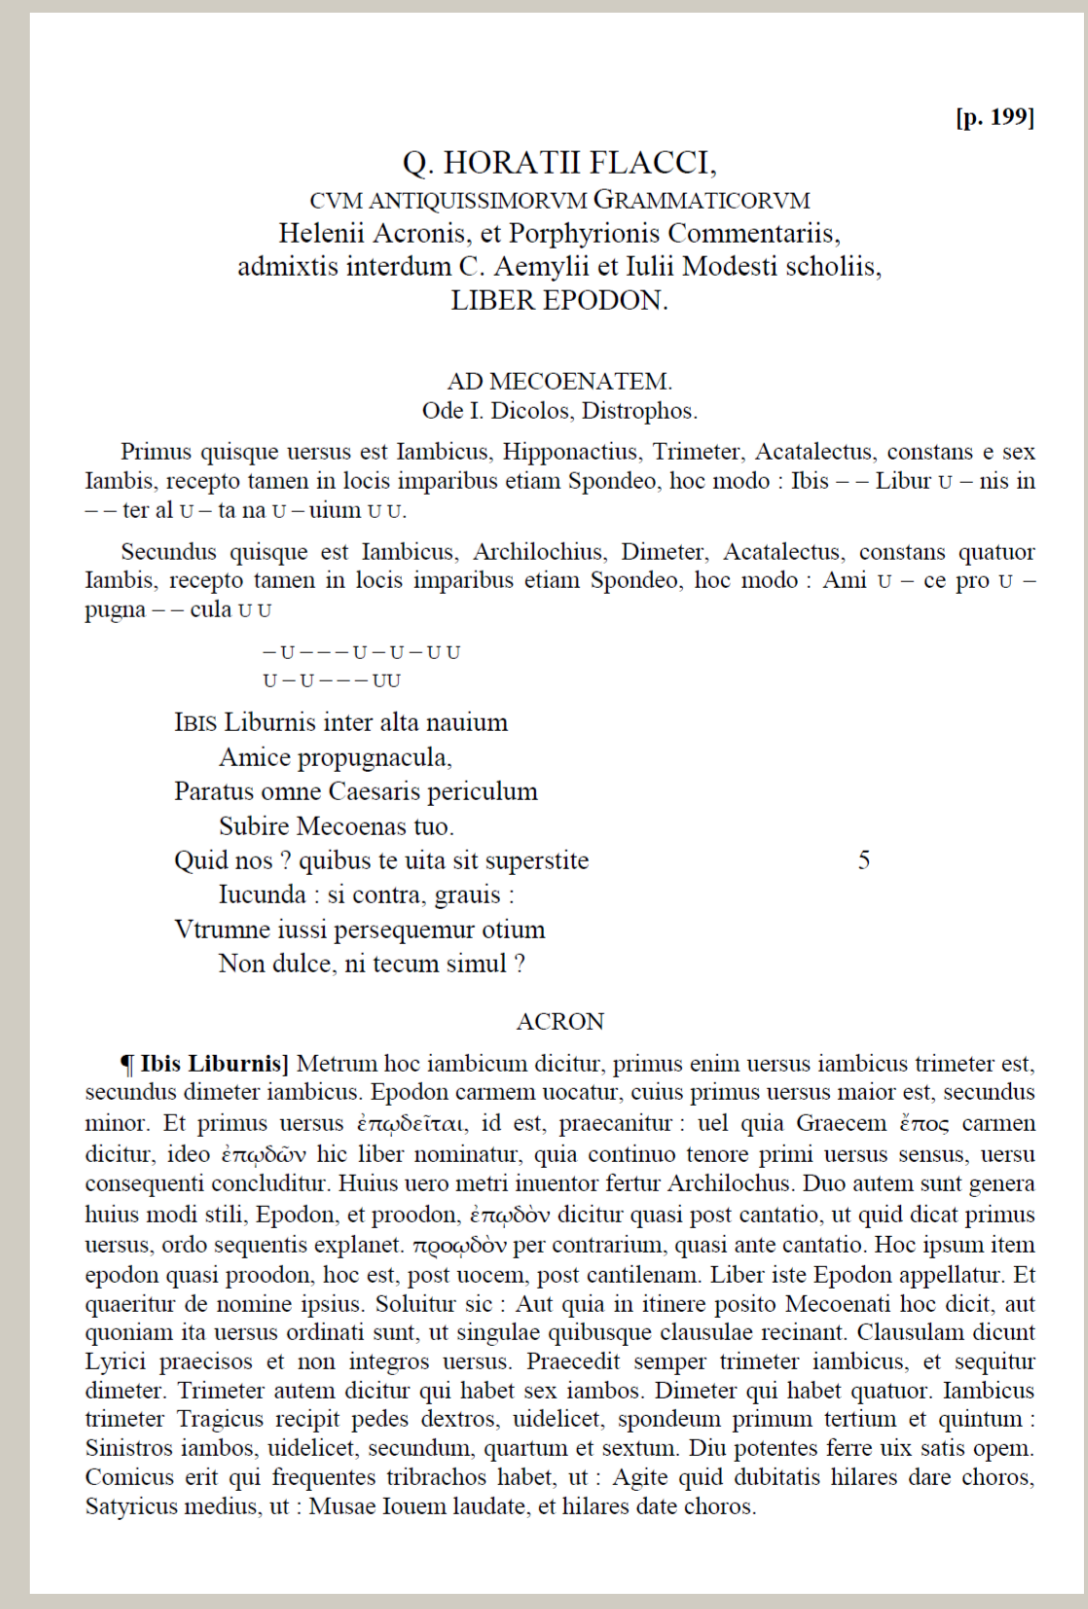 [p. 199]
Q. HORATII FLACCI,
CVM ANTIQUISSIMORVM GRAMMATICORVM
Helenii Acronis, et Porphyrionis Commentariis,
admixtis interdum C. Aemylii et Iulii Modesti scholiis,
LIBER EPODON.
AD MECOENATEM.
Ode I. Dicolos, Distrophos.
Primus quisque uersus est Iambicus, Hipponactius, Trimeter, Acatalectus, constans e sex
Iambis, recepto tamen in locis imparibus etiam Spondeo, hoc modo : Ibis – – Libur U – nis in
– – ter al U – ta na U – uium U U.
Secundus quisque est Iambicus, Archilochius, Dimeter, Acatalectus, constans quatuor
Iambis, recepto tamen in locis imparibus etiam Spondeo, hoc modo : Ami U – ce pro U –
pugna – – cula U U
– U – – – U – U – U U
U – U – – – UU
IBIS Liburnis inter alta nauium
Amice propugnacula,
Paratus omne Caesaris periculum
Subire Mecoenas tuo.
Quid nos ? quibus te uita sit superstite 5
Iucunda : si contra, grauis :
Vtrumne iussi persequemur otium
Non dulce, ni tecum simul ?
ACRON
¶ Ibis Liburnis] Metrum hoc iambicum dicitur, primus enim uersus iambicus trimeter est,
secundus dimeter iambicus. Epodon carmem uocatur, cuius primus uersus maior est, secundus
minor. Et primus uersus ἐπῳδεῖται, id est, praecanitur : uel quia Graecem ἔπος carmen
dicitur, ideo ἐπῳδῶν hic liber nominatur, quia continuo tenore primi uersus sensus, uersu
consequenti concluditur. Huius uero metri inuentor fertur Archilochus. Duo autem sunt genera
huius modi stili, Epodon, et proodon, ἐπῳδὸν dicitur quasi post cantatio, ut quid dicat primus
uersus, ordo sequentis explanet. προῳδὸν per contrarium, quasi ante cantatio. Hoc ipsum item
epodon quasi proodon, hoc est, post uocem, post cantilenam. Liber iste Epodon appellatur. Et
quaeritur de nomine ipsius. Soluitur sic : Aut quia in itinere posito Mecoenati hoc dicit, aut
quoniam ita uersus ordinati sunt, ut singulae quibusque clausulae recinant. Clausulam dicunt
Lyrici praecisos et non integros uersus. Praecedit semper trimeter iambicus, et sequitur
dimeter. Trimeter autem dicitur qui habet sex iambos. Dimeter qui habet quatuor. Iambicus
trimeter Tragicus recipit pedes dextros, uidelicet, spondeum primum tertium et quintum :
Sinistros iambos, uidelicet, secundum, quartum et sextum. Diu potentes ferre uix satis opem.
Comicus erit qui frequentes tribrachos habet, ut : Agite quid dubitatis hilares dare choros,
Satyricus medius, ut : Musae Iouem laudate, et hilares date choros.